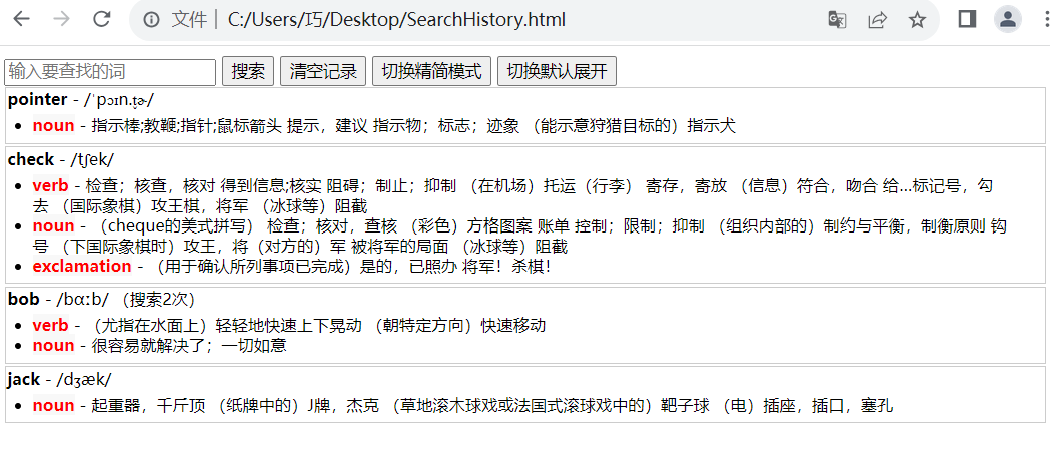 文件 C:/Users/巧/Desktop/SearchHistory.html
输入要查找的词 搜索 清空记录 切换精简模式 切换默认展开
pointer - /ˈpɔɪn.t̬ɚ/
• noun - 指示棒;教鞭;指针;鼠标箭头 提示，建议 指示物；标志；迹象 （能示意狩猎目标的）指示犬
check - /tʃek/
• verb - 检查；核查，核对 得到信息;核实 阻碍；制止；抑制 （在机场）托运（行李） 寄存，寄放 （信息）符合，吻合 给…标记号，勾
去 （国际象棋）攻王棋，将军 （冰球等）阻截
• noun - （cheque的美式拼写） 检查；核对，查核 （彩色）方格图案 账单 控制；限制；抑制 （组织内部的）制约与平衡，制衡原则 钩
号 （下国际象棋时）攻王，将（对方的）军 被将军的局面 （冰球等）阻截
• exclamation - （用于确认所列事项已完成）是的，已照办 将军！杀棋！
bob - /bɑːb/ （搜索2次）
• verb - （尤指在水面上）轻轻地快速上下晃动 （朝特定方向）快速移动
• noun - 很容易就解决了；一切如意
jack - /dʒæk/
• noun - 起重器，千斤顶 （纸牌中的）J牌，杰克 （草地滚木球戏或法国式滚球戏中的）靶子球 （电）插座，插口，塞孔